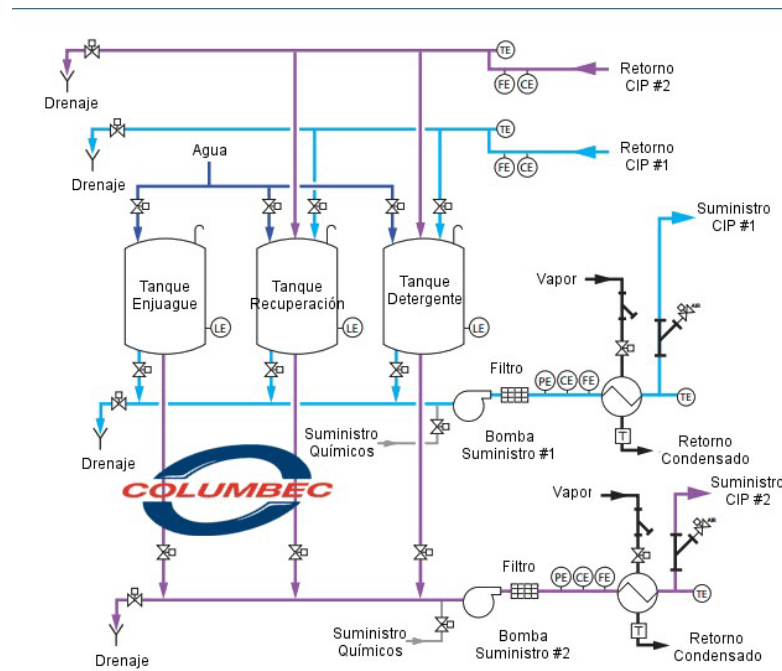 TE
Retorno
CIP #2
FE
CE
Drenaje
TE
Retorno
CIP #1
FE
CE
Drenaje
Agua
Suministro
CIP #1
Tanque
Enjuague
Tanque
Recuperación
Tanque
Detergente
Vapor
AIR
LE
LE
LE
Filtro
PE
CE
FE
TE
Suministro
Químicos
Bomba
Suministro #1
T
Retorno
Condensado
Drenaje
COLUMBEC
Suministro
CIP #2
Vapor
AIR
Filtro
PE
CE
FE
TE
Suministro
Químicos
Bomba
Suministro #2
T
Retorno
Condensado
Drenaje